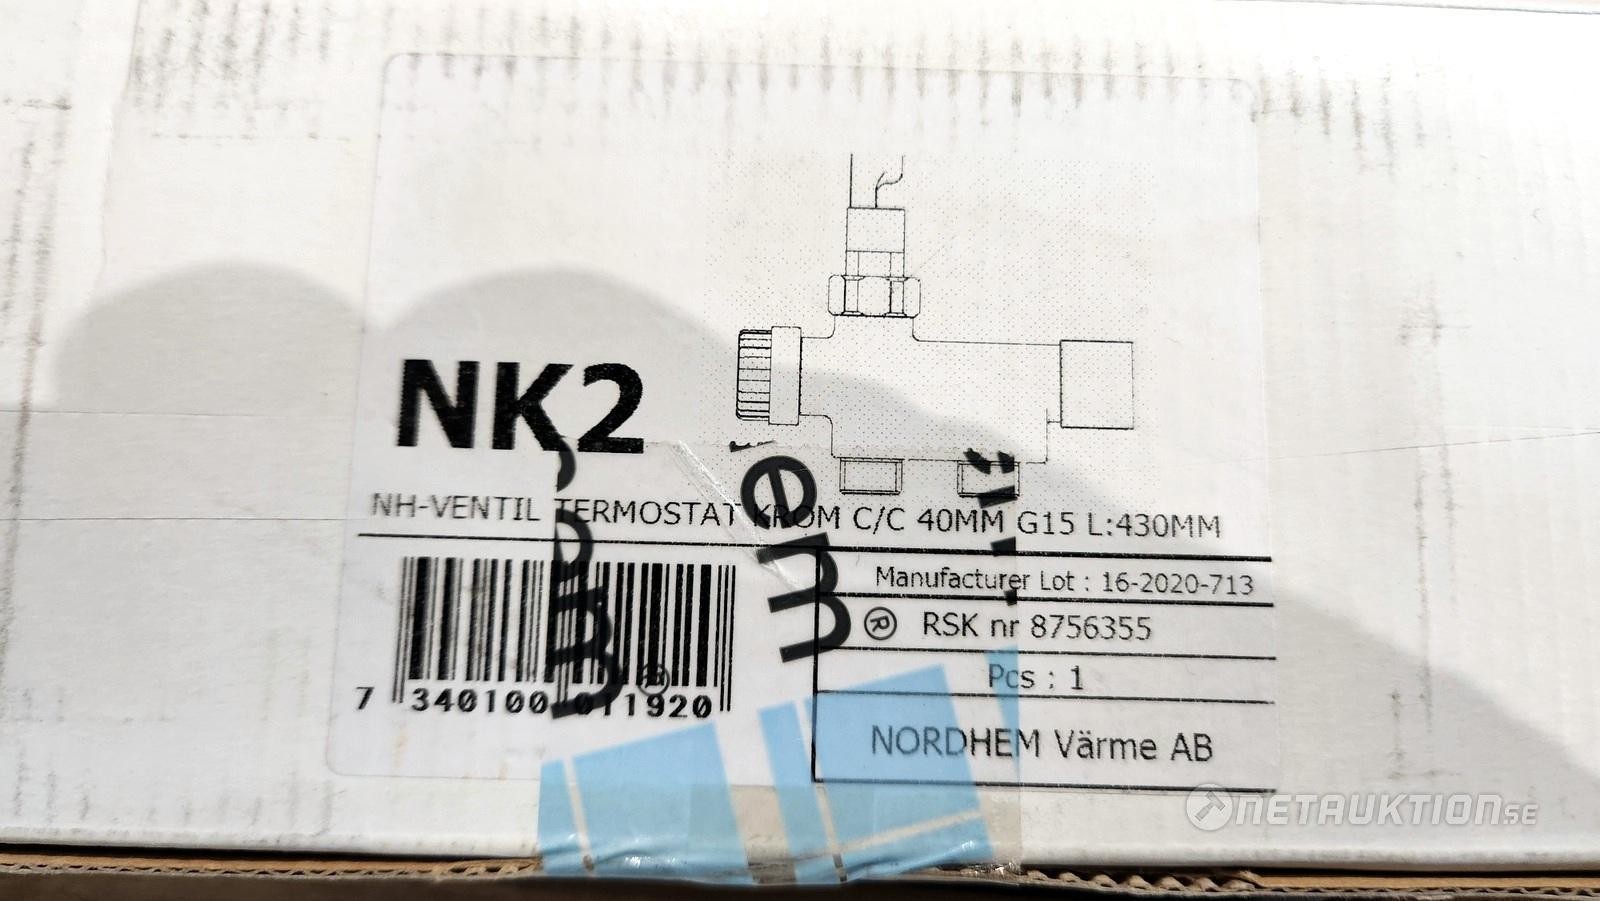 NK2
NH-VENTIL TERMOSTAT KROM C/C 40MM G15 L:430MM
Manufacturer Lot : 16-2020-713
® RSK nr 8756355
Pcs : 1
NORDHEM Värme AB
7 340100 011920
em
NETAUKTION.SE